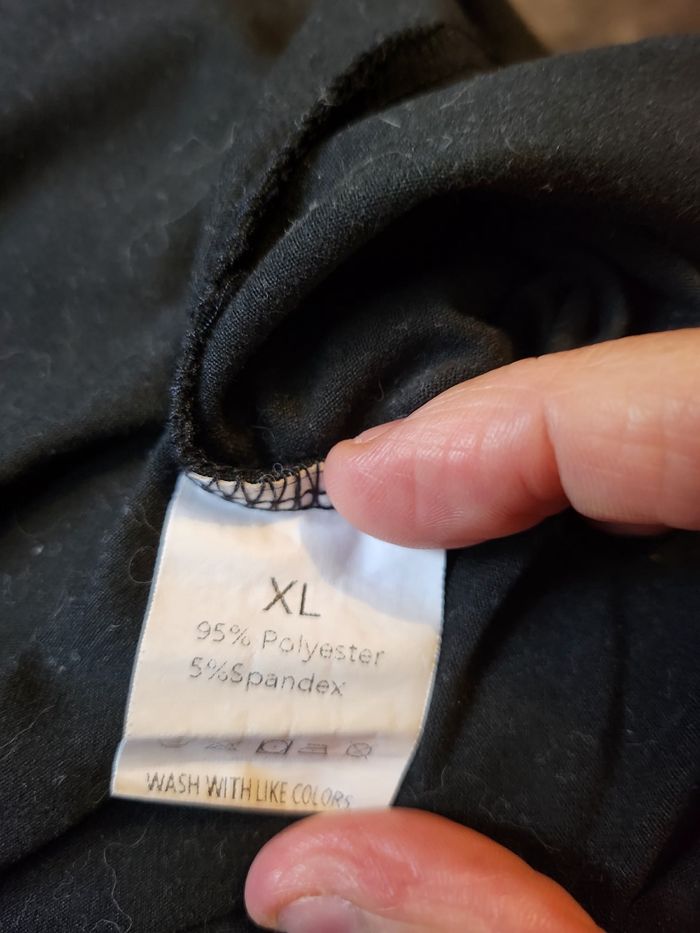 XL
95% Polyester
5%Spandex
WASH WITH LIKE COLORS